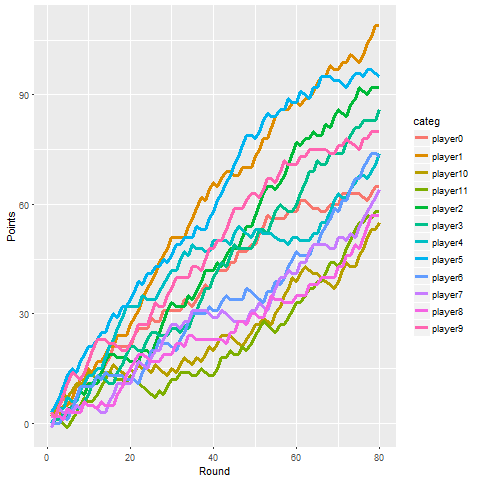 Points
90
60
30
0
0
20
40
60
80
Round
categ
player0
player1
player10
player11
player2
player3
player4
player5
player6
player7
player8
player9